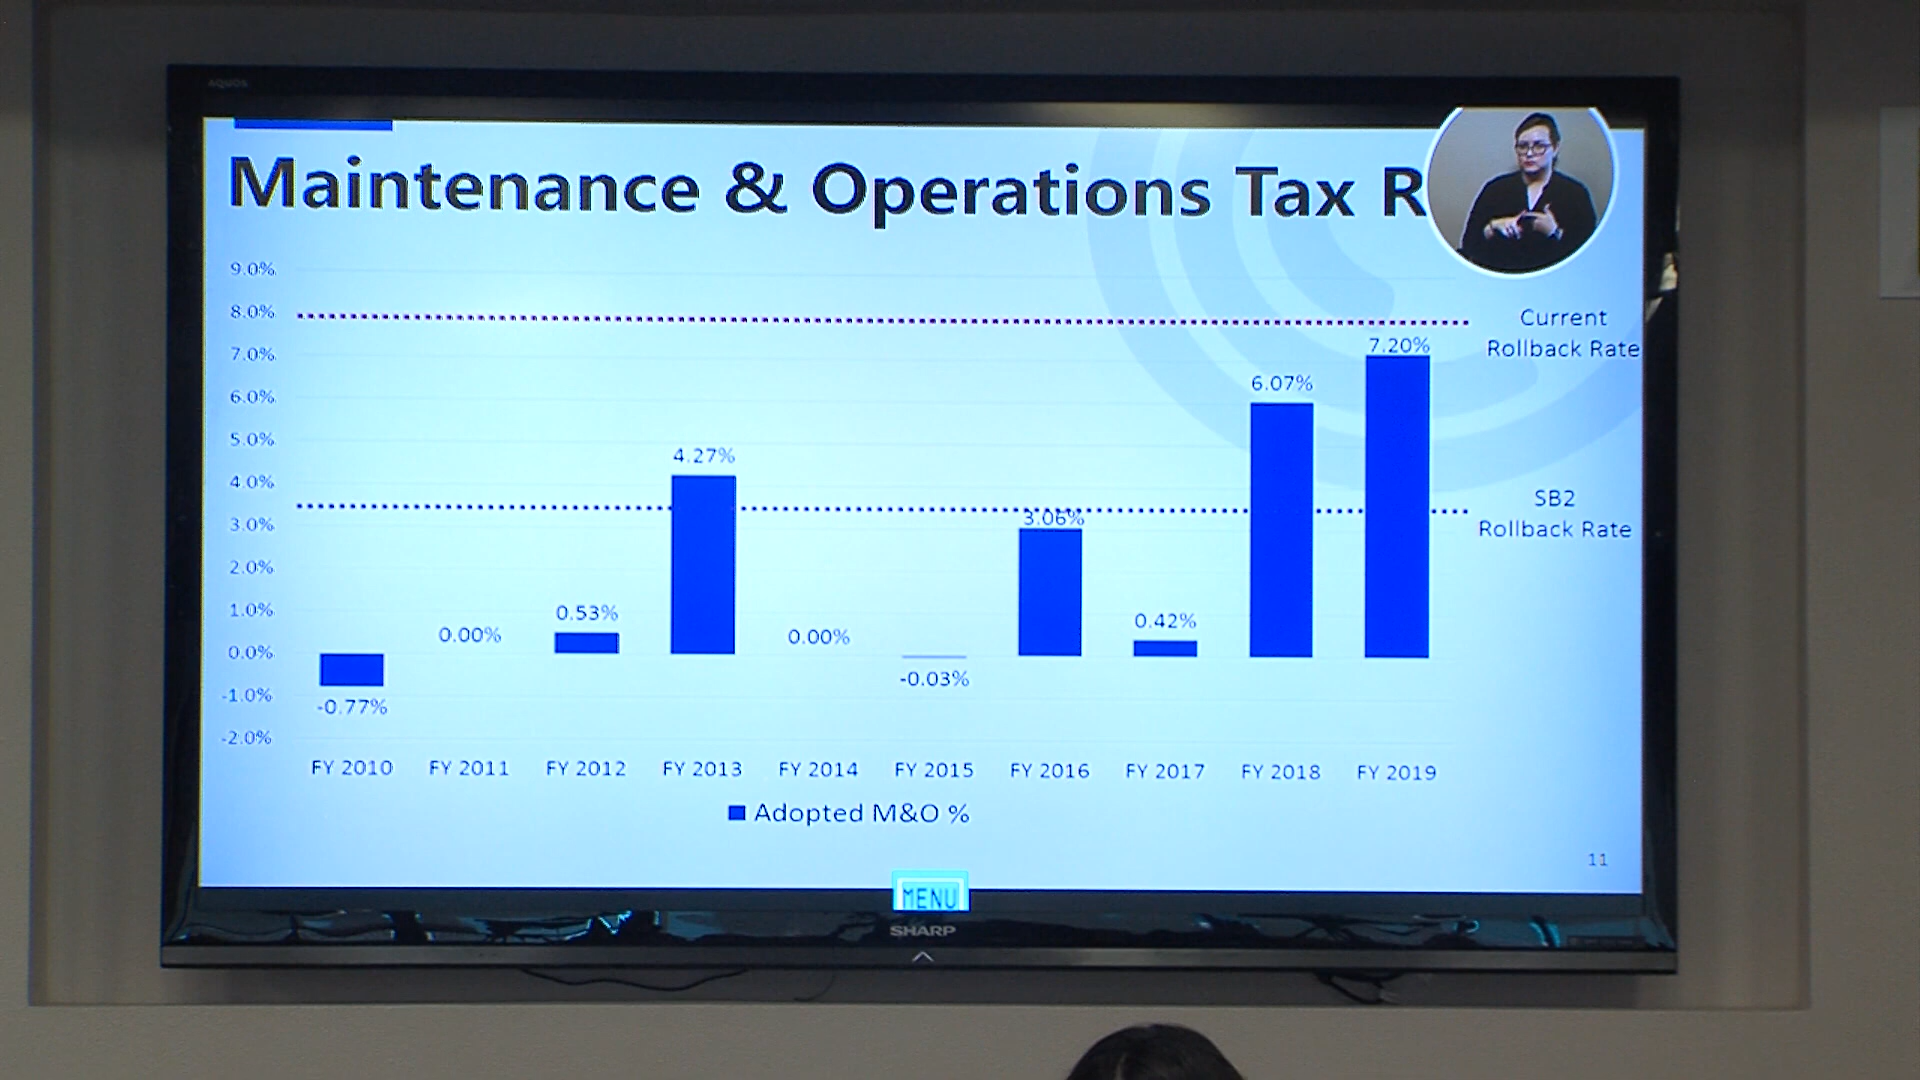 AQUOS
Maintenance & Operations Tax R
9.0%
8.0%
Current
Rollback Rate
7.20%
7.0%
6.07%
6.0%
5.0%
4.27%
4.0%
SB2
Rollback Rate
3.06%
3.0%
2.0%
1.0%
0.53%
0.42%
0.00%
0.00%
0.0%
-0.03%
-1.0%
-0.77%
-2.0%
FY 2010 FY 2011 FY 2012 FY 2013 FY 2014 FY 2015 FY 2016 FY 2017 FY 2018 FY 2019
Adopted M&O %
11
MENU
SHARP